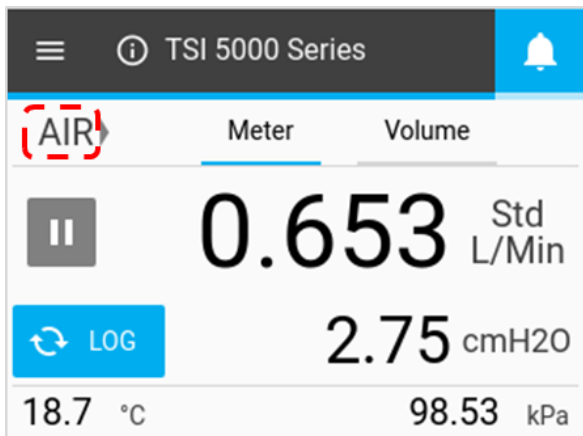 TSI 5000 Series
AIR Meter Volume
0.653 Std L/Min
LOG 2.75 cmH2O
18.7 °C 98.53 kPa